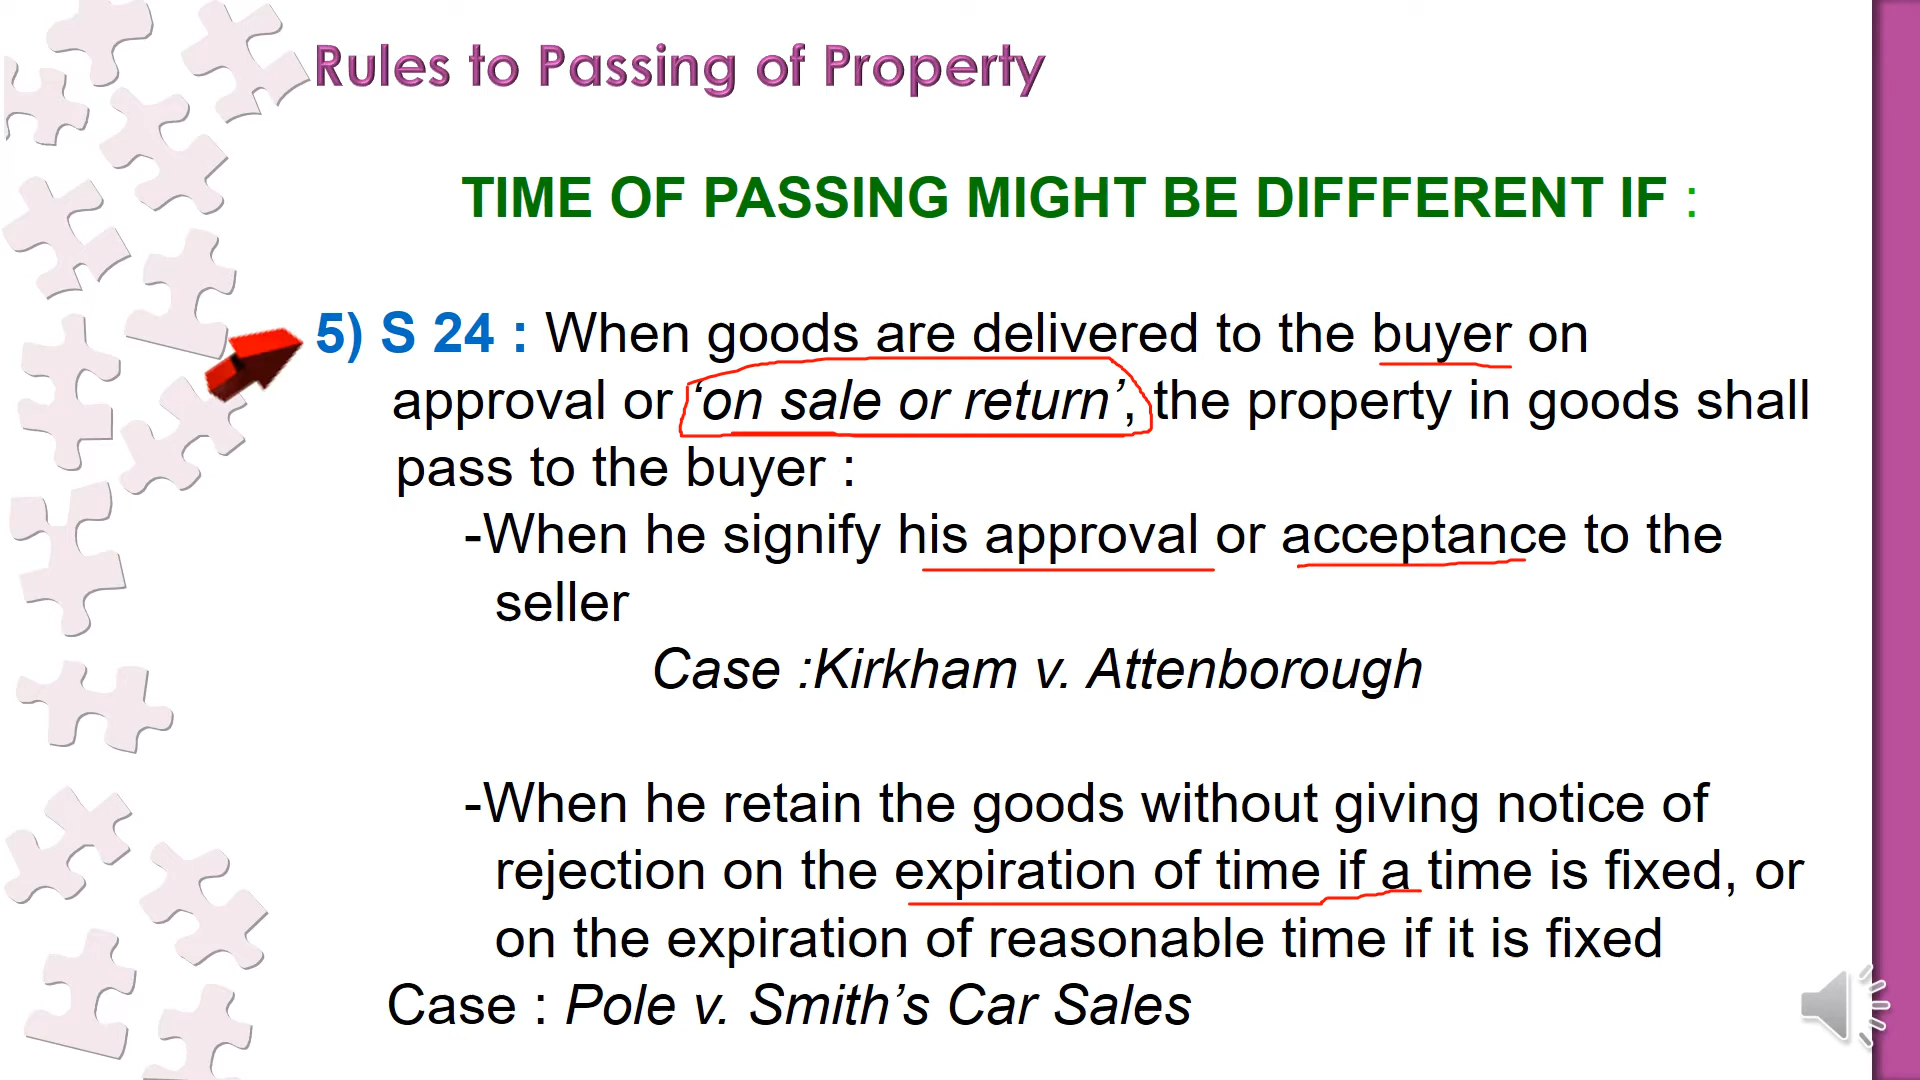 Rules to Passing of Property
TIME OF PASSING MIGHT BE DIFFFERENT IF :
5) S 24 : When goods are delivered to the buyer on
approval or ‘on sale or return’, the property in goods shall
pass to the buyer :
-When he signify his approval or acceptance to the
seller
Case :Kirkham v. Attenborough
-When he retain the goods without giving notice of
rejection on the expiration of time if a time is fixed, or
on the expiration of reasonable time if it is fixed
Case : Pole v. Smith’s Car Sales